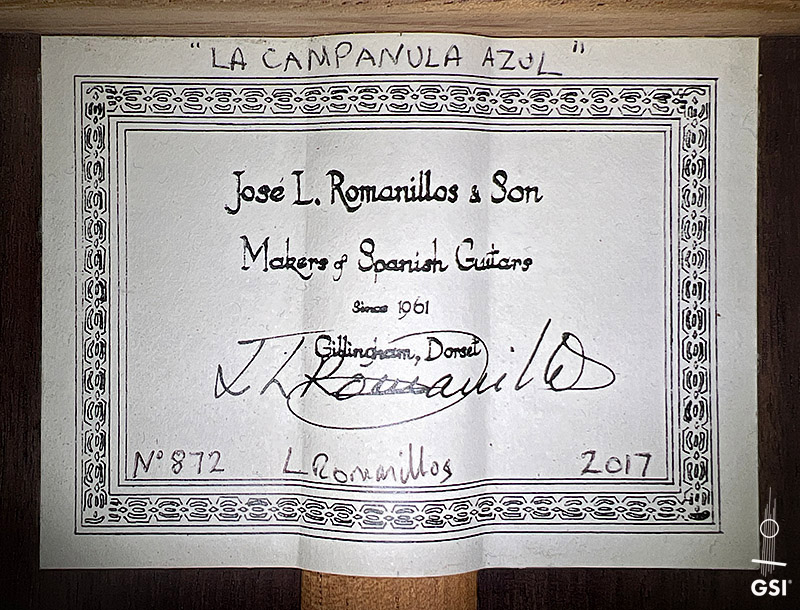 "LA CAMPANULA AZUL"
José L. Romanillos & Son
Makers of Spanish Guitars
Since 1961
Gillingham, Dorset
J L Romanillos
Nº 872 L Romanillos 2017
GSI